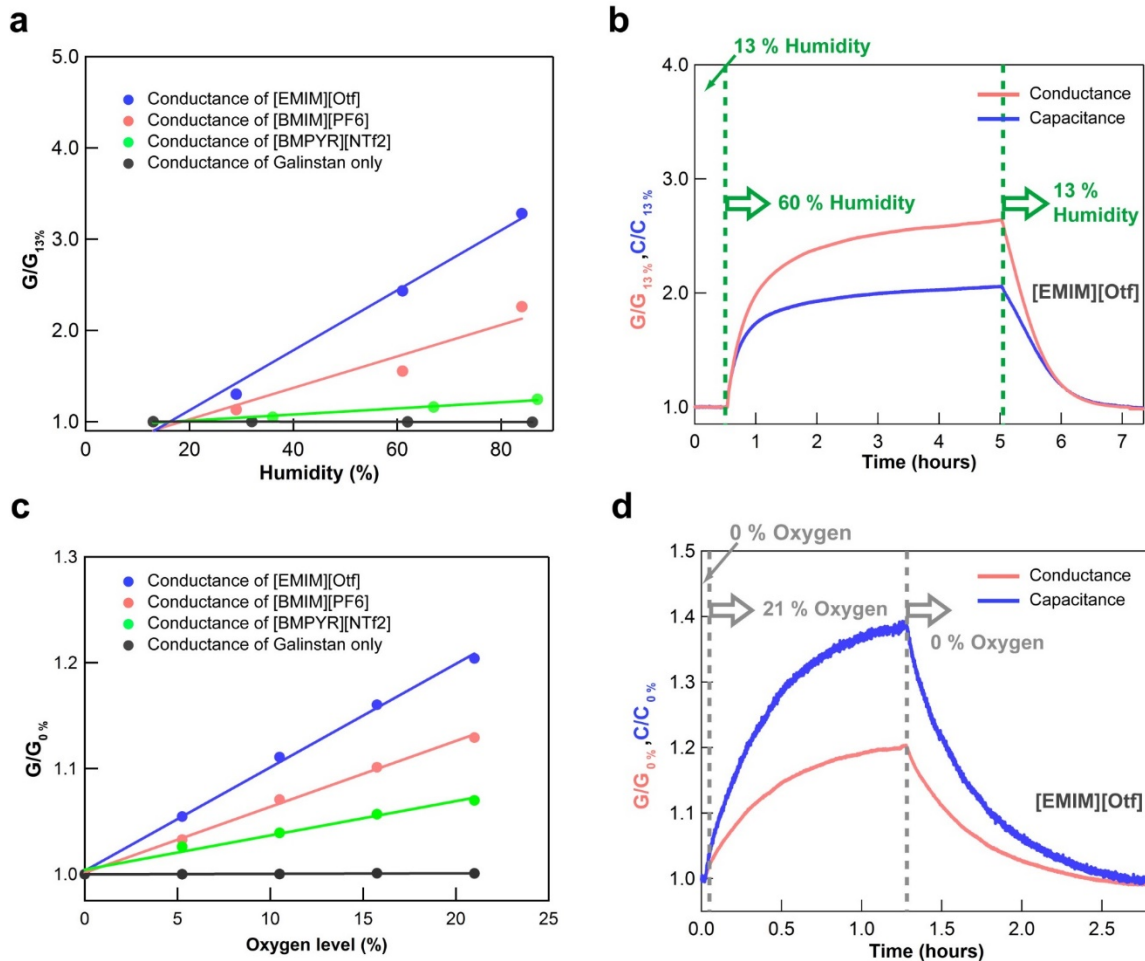 a
5.0
4.0
3.0
2.0
1.0
G/G13%
Conductance of [EMIM][Otf]
Conductance of [BMIM][PF6]
Conductance of [BMPYR][NTf2]
Conductance of Galinstan only
0 20 40 60 80
Humidity (%)
b
13 % Humidity
4.0
3.0
2.0
1.0
G/G 13 % ,C/C 13 %
Conductance
Capacitance
60 % Humidity
13 %
Humidity
[EMIM][Otf]
0 1 2 3 4 5 6 7
Time (hours)
c
1.3
1.2
1.1
1.0
G/G0 %
Conductance of [EMIM][Otf]
Conductance of [BMIM][PF6]
Conductance of [BMPYR][NTf2]
Conductance of Galinstan only
0 5 10 15 20 25
Oxygen level (%)
d
0 % Oxygen
1.5
1.4
1.3
1.2
1.1
1.0
G/G 0 % ,C/C 0 %
Conductance
Capacitance
21 % Oxygen
0 % Oxygen
[EMIM][Otf]
0.0 0.5 1.0 1.5 2.0 2.5
Time (hours)